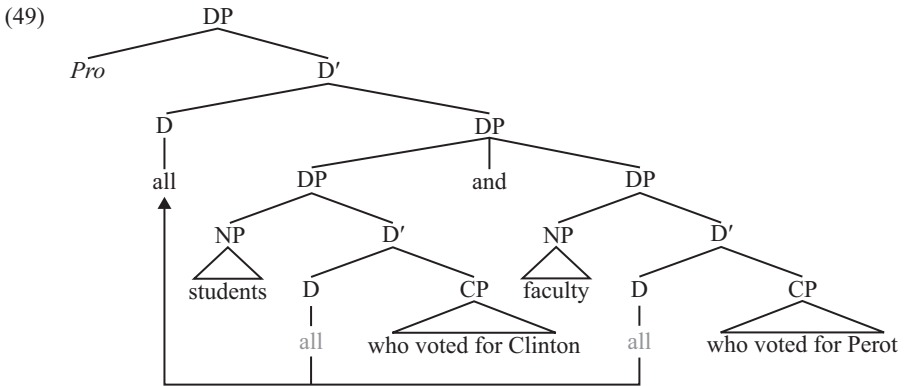 (49) DP
Pro D′
D DP
all DP and DP
NP D′ NP D′
students D CP faculty D CP
all who voted for Clinton all who voted for Perot